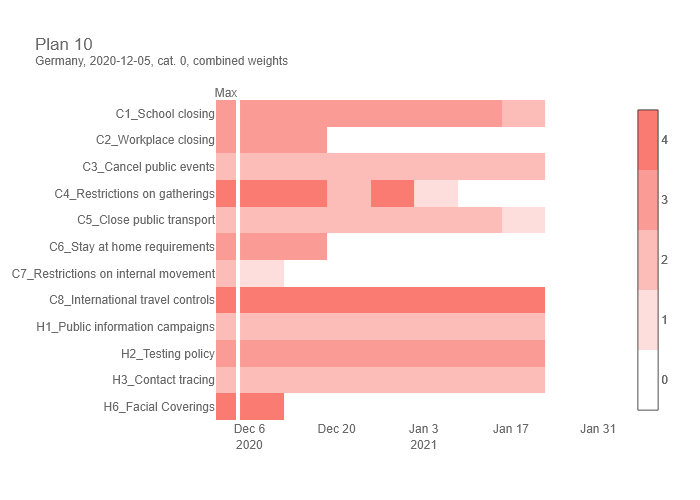 Plan 10
Germany, 2020-12-05, cat. 0, combined weights
Max
C1_School closing
C2_Workplace closing
C3_Cancel public events
C4_Restrictions on gatherings
C5_Close public transport
C6_Stay at home requirements
C7_Restrictions on internal movement
C8_International travel controls
H1_Public information campaigns
H2_Testing policy
H3_Contact tracing
H6_Facial Coverings
4
3
2
1
0
Dec 6 Dec 20 Jan 3 Jan 17 Jan 31
2020 2021